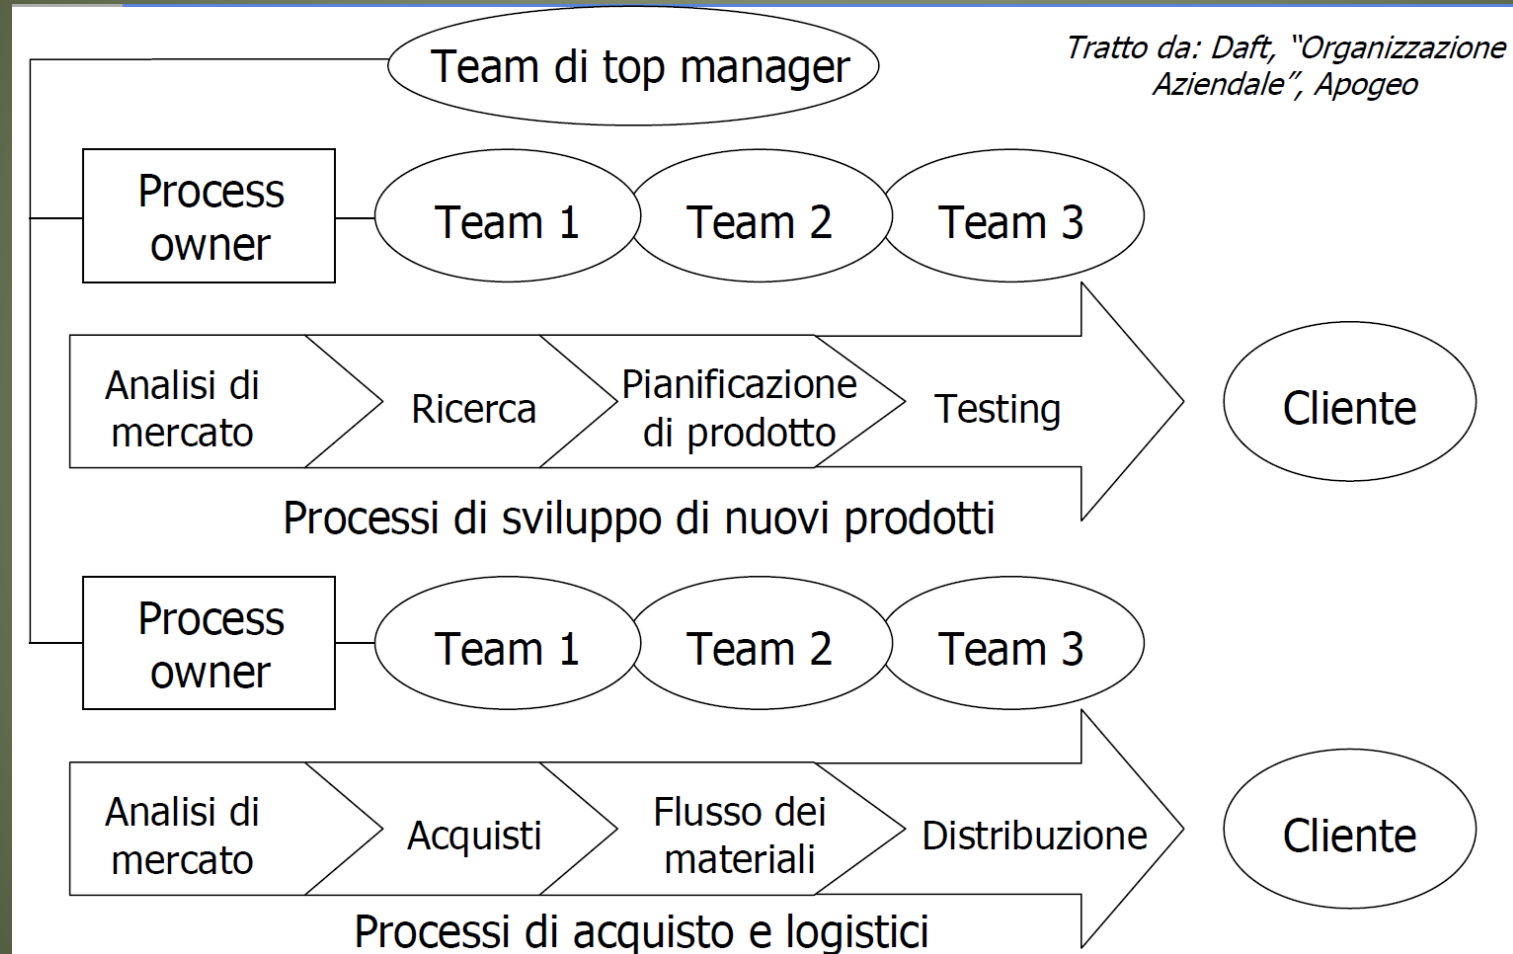 Team di top manager
Tratto da: Daft, “Organizzazione
Aziendale”, Apogeo
Process
owner
Team 1
Team 2
Team 3
Analisi di
mercato
Ricerca
Pianificazione
di prodotto
Testing
Cliente
Processi di sviluppo di nuovi prodotti
Process
owner
Team 1
Team 2
Team 3
Analisi di
mercato
Acquisti
Flusso dei
materiali
Distribuzione
Cliente
Processi di acquisto e logistici